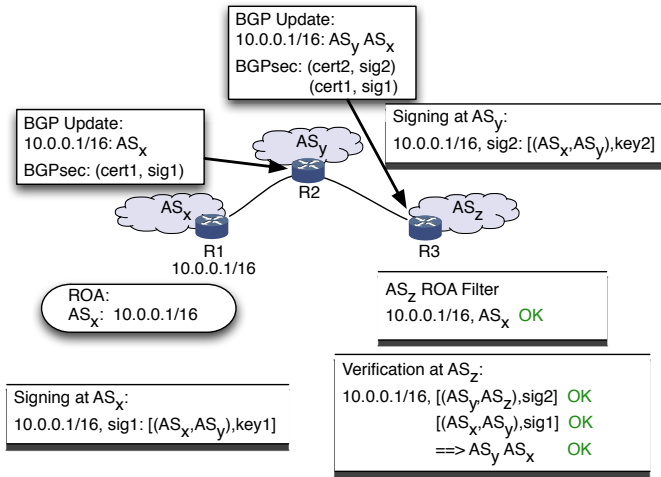 BGP Update:
10.0.0.1/16: ASy ASx
BGPsec: (cert2, sig2)
(cert1, sig1)
BGP Update:
10.0.0.1/16: ASx
BGPsec: (cert1, sig1)
Signing at ASy:
10.0.0.1/16, sig2: [(ASx,ASy),key2]
ASy
R2
ASx
R1
10.0.0.1/16
ASz
R3
ROA:
ASx: 10.0.0.1/16
ASz ROA Filter
10.0.0.1/16, ASx OK
Signing at ASx:
10.0.0.1/16, sig1: [(ASx,ASy),key1]
Verification at ASz:
10.0.0.1/16, [(ASy,ASz),sig2] OK
[(ASx,ASy),sig1] OK
==> ASy ASx OK